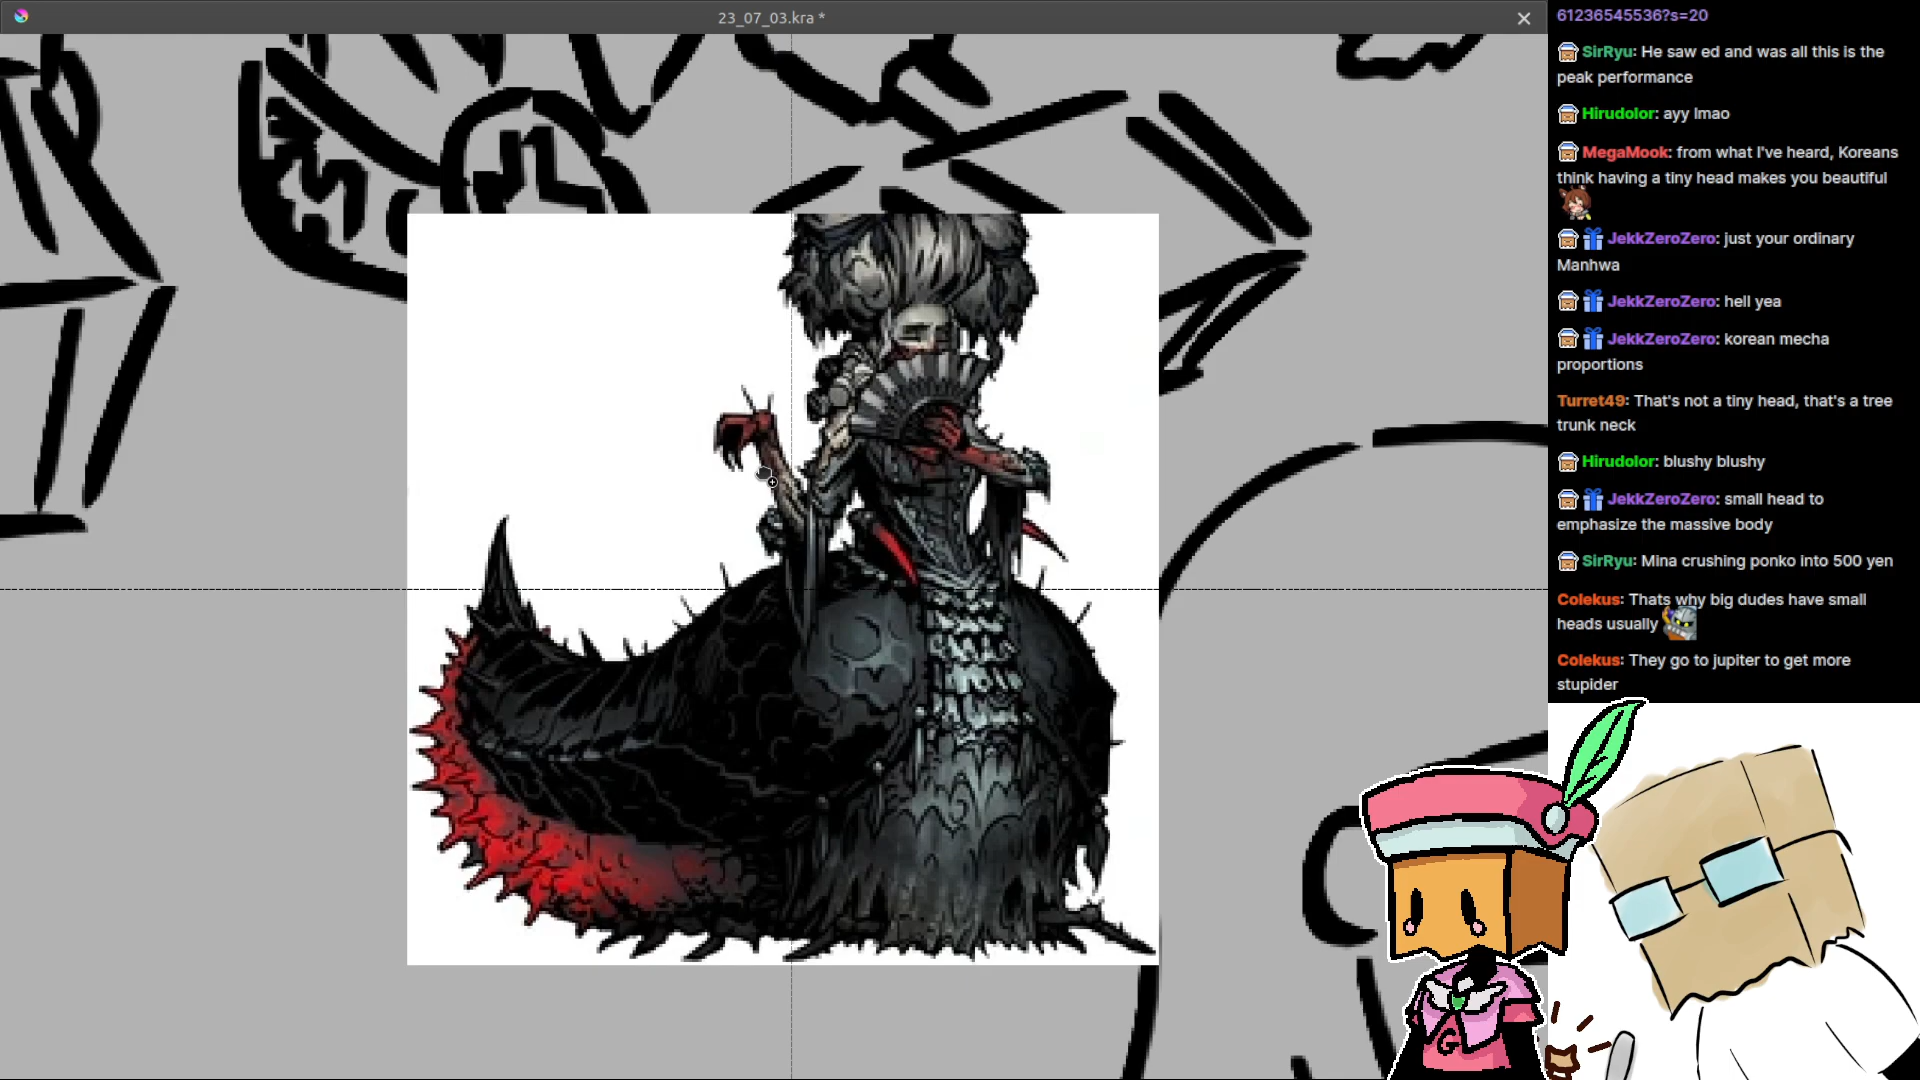 23_07_03.kra *
61236545536?s=20
SirRyu: He saw ed and was all this is the
peak performance
Hirudolor: ayy lmao
MegaMook: from what I've heard, Koreans
think having a tiny head makes you beautiful
JekkZeroZero: just your ordinary
Manhwa
JekkZeroZero: hell yea
JekkZeroZero: korean mecha
proportions
Turret49: That's not a tiny head, that's a tree
trunk neck
Hirudolor: blushy blushy
JekkZeroZero: small head to
emphasize the massive body
SirRyu: Mina crushing ponko into 500 yen
Colekus: Thats why big dudes have small
heads usually
Colekus: They go to jupiter to get more
stupider
G